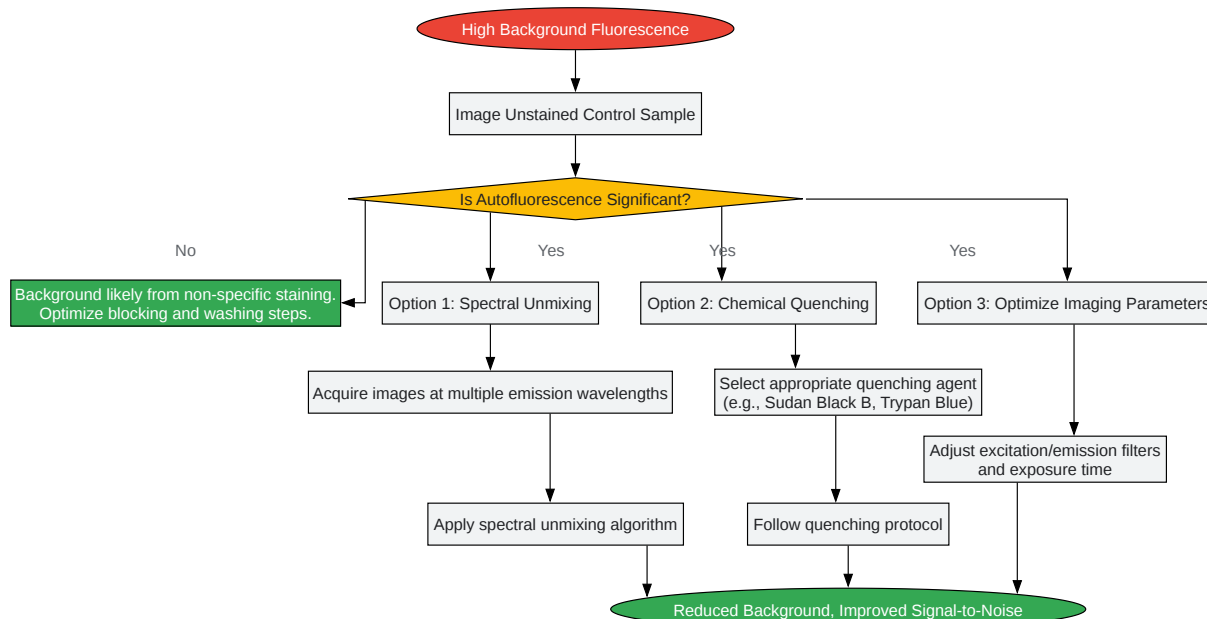 High Background Fluorescence
Image Unstained Control Sample
Is Autofluorescence Significant?
No
Yes
Yes
Yes
Background likely from non-specific staining.
Optimize blocking and washing steps.
Option 1: Spectral Unmixing
Option 2: Chemical Quenching
Option 3: Optimize Imaging Parameters
Acquire images at multiple emission wavelengths
Select appropriate quenching agent
(e.g., Sudan Black B, Trypan Blue)
Adjust excitation/emission filters
and exposure time
Apply spectral unmixing algorithm
Follow quenching protocol
Reduced Background, Improved Signal-to-Noise